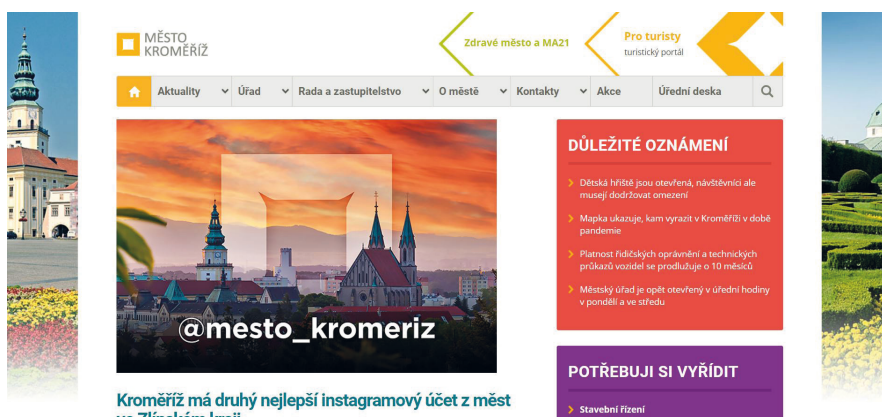 MĚSTO
KROMĚŘÍŽ
Zdravé město a MA21
Pro turisty
turistický portál
Aktuality Úřad Rada a zastupitelstvo O městě Kontakty Akce Úřední deska
@mesto_kromeriz
Kroměříž má druhý nejlepší instagramový účet z měst
ve Zlínském kraji
DŮLEŽITÉ OZNÁMENÍ
Dětská hřiště jsou otevřená, návštěvníci ale
musejí dodržovat omezení
Mapka ukazuje, kam vyrazit v Kroměříži v době
pandemie
Platnost řidičských oprávnění a technických
průkazů vozidel se prodlužuje o 10 měsíců
Městský úřad je opět otevřený v úřední hodiny
v pondělí a ve středu
POTŘEBUJI SI VYŘÍDIT
Stavební řízení